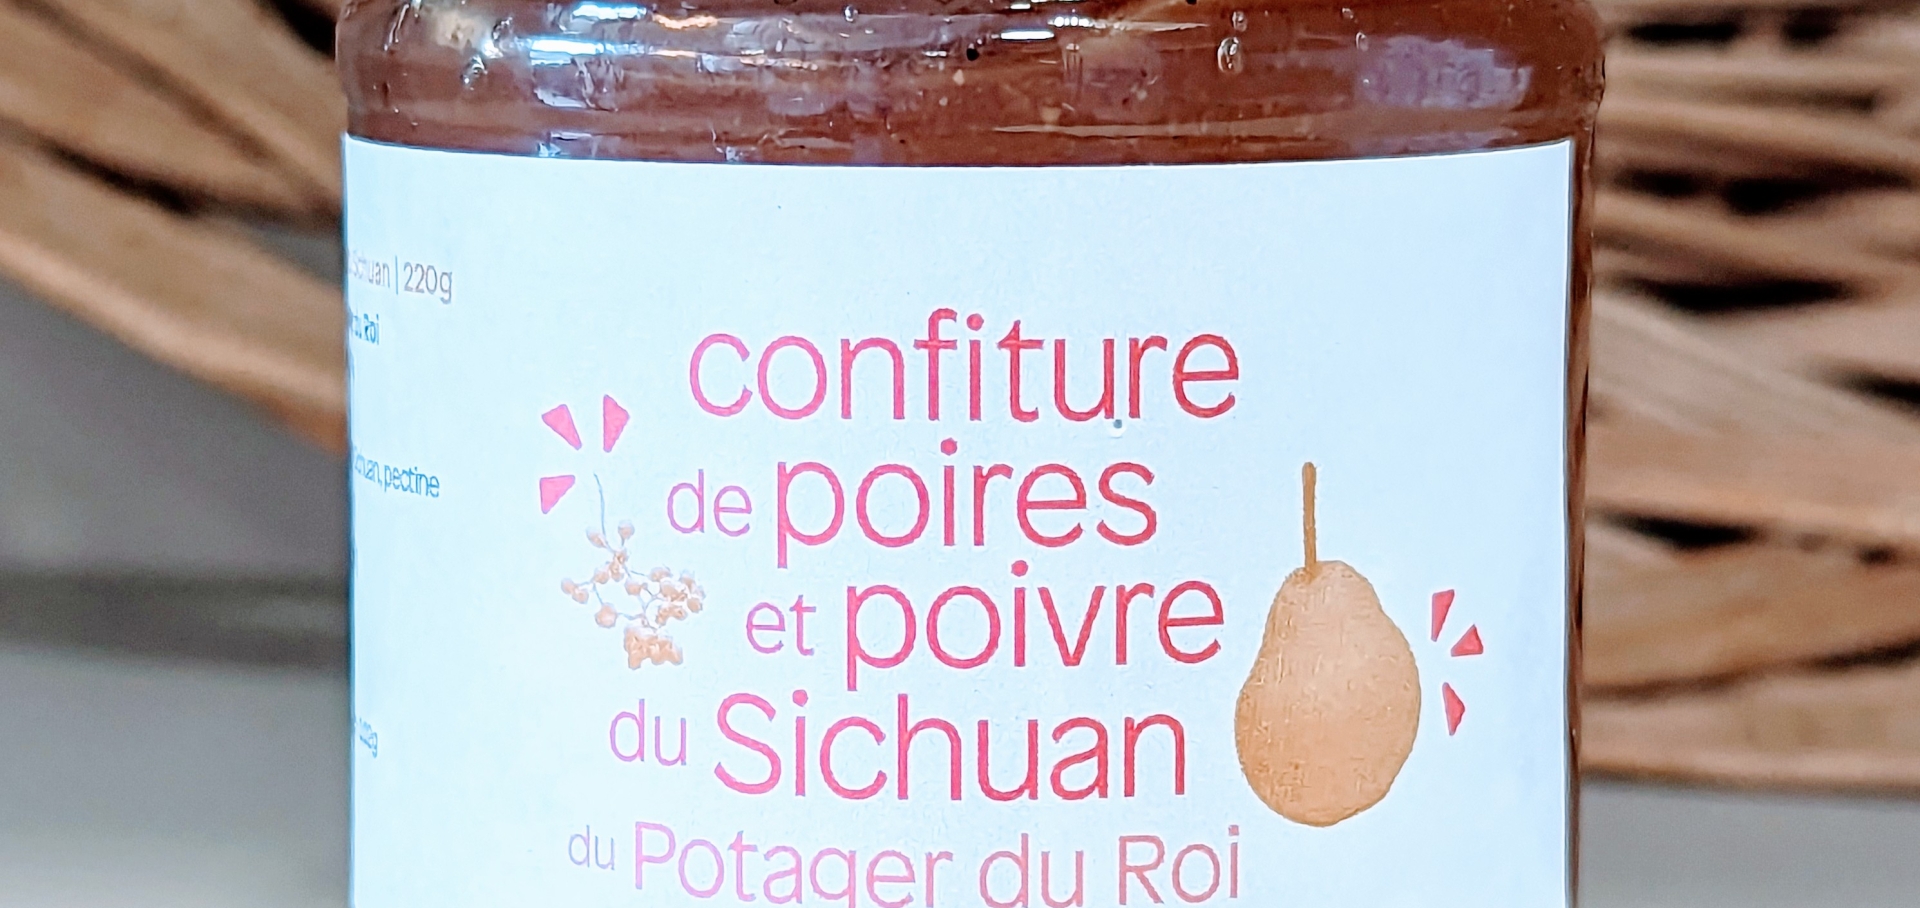 Sichuan | 220g
du Roi
Sichuan, pectine
confiture
de poires
et poivre
du Sichuan
du Potager du Roi